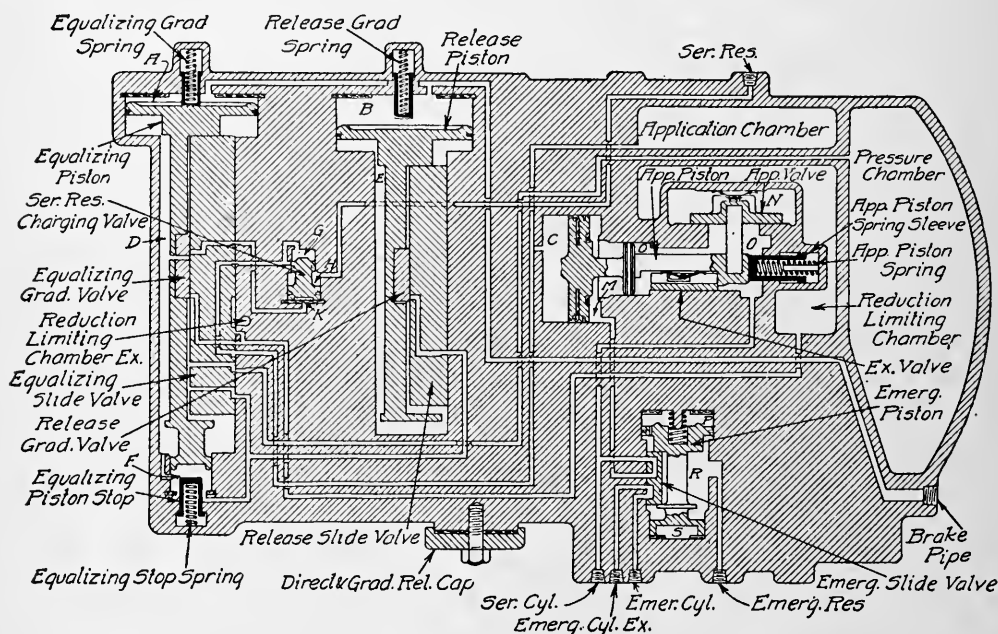 Equalizing Grad
Spring
A
Release Grad
Spring
Release
Piston
Ser. Res.
B
Application Chamber
Equalizing
Piston
Ser. Res.
Charging Valve
D
Equalizing
Grad. Valve
Reduction
Limiting
Chamber Ex.
Equalizing
Slide Valve
Release
Grad. Valve
F
Equalizing
Piston Stop
Equalizing Stop Spring
E
G
H
K
App. Piston
App. Valve
N
C
O
O
M
Pressure
Chamber
App. Piston
Spring Sleeve
App. Piston
Spring
Reduction
Limiting
Chamber
Ex. Valve
Emerg.
Piston
P
R
S
Release Slide Valve
Direct & Grad. Rel. Cap
Ser. Cyl.
Emerg. Cyl. Ex.
Emer. Cyl.
Emerg. Res
Emerg. Slide Valve
Brake
Pipe